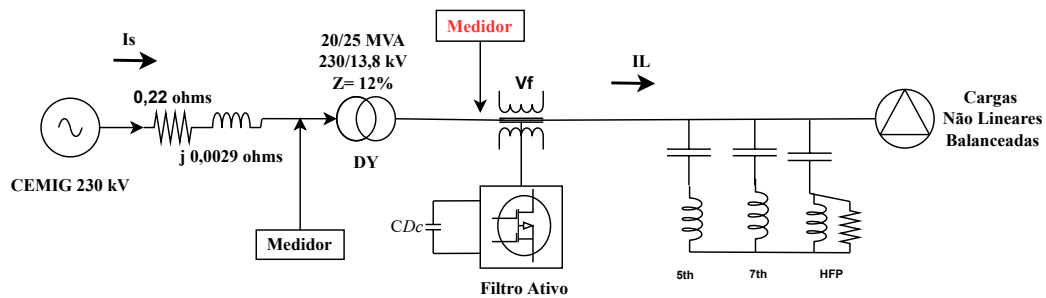 Is
20/25 MVA
230/13,8 kV
Z= 12%
Medidor
Vf
IL
0,22 ohms
j 0,0029 ohms
CEMIG 230 kV
DY
Cargas
Não Lineares
Balanceadas
Medidor
CDc
Filtro Ativo
5th
7th
HFP